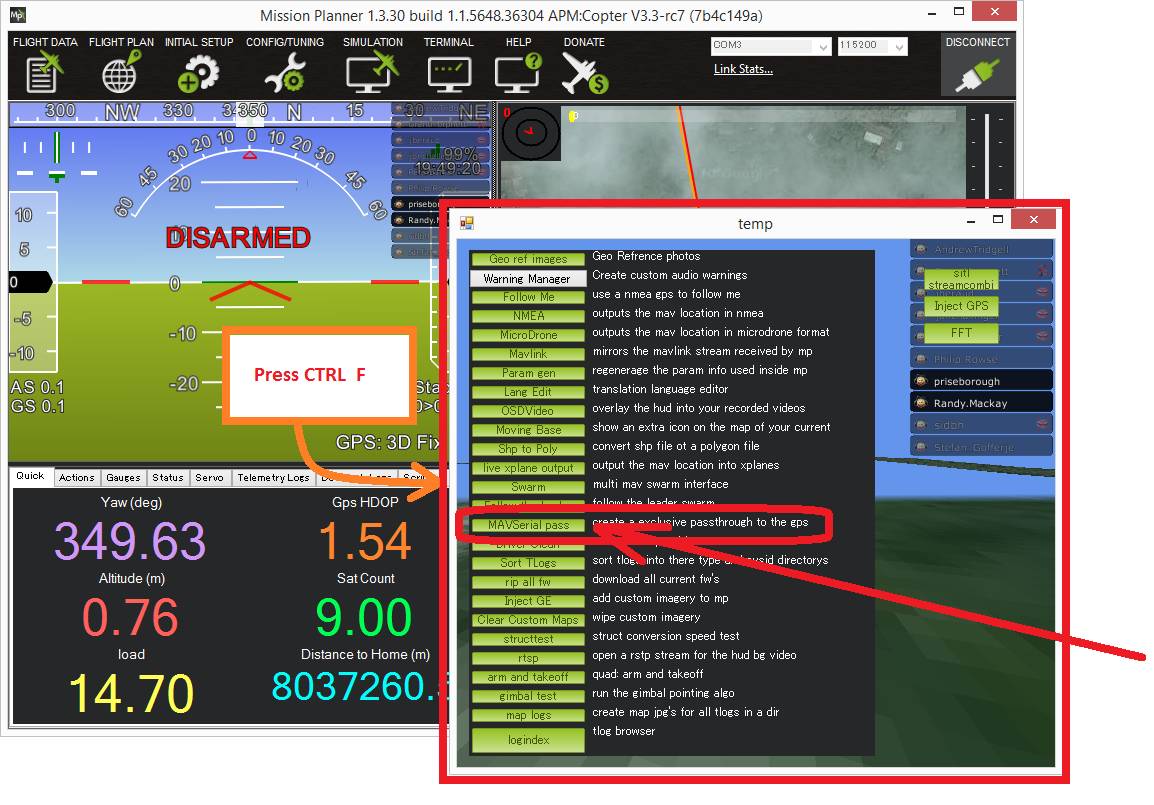 Mission Planner 1.3.30 build 1.1.5648.36304 APM:Copter V3.3-rc7 (7b4c149a)
FLIGHT DATA FLIGHT PLAN INITIAL SETUP CONFIG/TUNING SIMULATION TERMINAL HELP DONATE
COM3 115200 DISCONNECT
Link Stats...
300 NW 330 350 N 15 30 NE
60 45 30 20 10 0 10 20 30 45 60
99%
19:49:20
20
10
5
0
-5
-10
DISARMED
0
-10
-20
AS 0.1
GS 0.1
Sta
GPS: 3D Fix
priseborough
Randy.M
0
Press CTRL F
Quick Actions Gauges Status Servo Telemetry Logs
Yaw (deg) Gps HDOP
349.63 1.54
Altitude (m) Sat Count
0.76 9.00
load Distance to Home (m)
14.70 8037260.
temp
Geo ref images Geo Refrence photos
Warning Manager Create custom audio warnings
Follow Me use a nmea gps to follow me
NMEA outputs the mav location in nmea
MicroDrone outputs the mav location in microdrone format
Mavlink mirrors the mavlink stream received by mp
Param gen regenerage the param info used inside mp
Lang Edit translation language editor
OSDVideo overlay the hud into your recorded videos
Moving Base show an extra icon on the map of your current
Shp to Poly convert shp file ot a polygon file
live xplane output output the mav location into xplanes
Swarm multi mav swarm interface
follow the leader swarm
MAVSerial pass create a exclusive passthrough to the gps
Driver Clean
Sort TLogs sort tlogs into there type and sysid directorys
rip all fw download all current fw's
Inject GE add custom imagery to mp
Clear Custom Maps wipe custom imagery
structtest struct conversion speed test
rtsp open a rstp stream for the hud bg video
arm and takeoff quad: arm and takeoff
gimbal test run the gimbal pointing algo
map logs create map jpg's for all tlogs in a dir
logindex tlog browser
AndrewTridgell
sitl
streamcombi
Inject GPS
FFT
Philip Rowse
priseborough
Randy.Mackay
sidbh
Stefan Gofferje